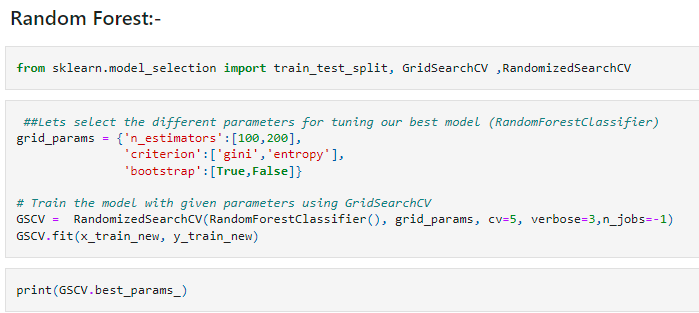 Random Forest:-
from sklearn.model_selection import train_test_split, GridSearchCV ,RandomizedSearchCV
##Lets select the different parameters for tuning our best model (RandomForestClassifier)
grid_params = {'n_estimators':[100,200],
'criterion':['gini','entropy'],
'bootstrap':[True,False]}
# Train the model with given parameters using GridSearchCV
GSCV =  RandomizedSearchCV(RandomForestClassifier(), grid_params, cv=5, verbose=3,n_jobs=-1)
GSCV.fit(x_train_new, y_train_new)
print(GSCV.best_params_)